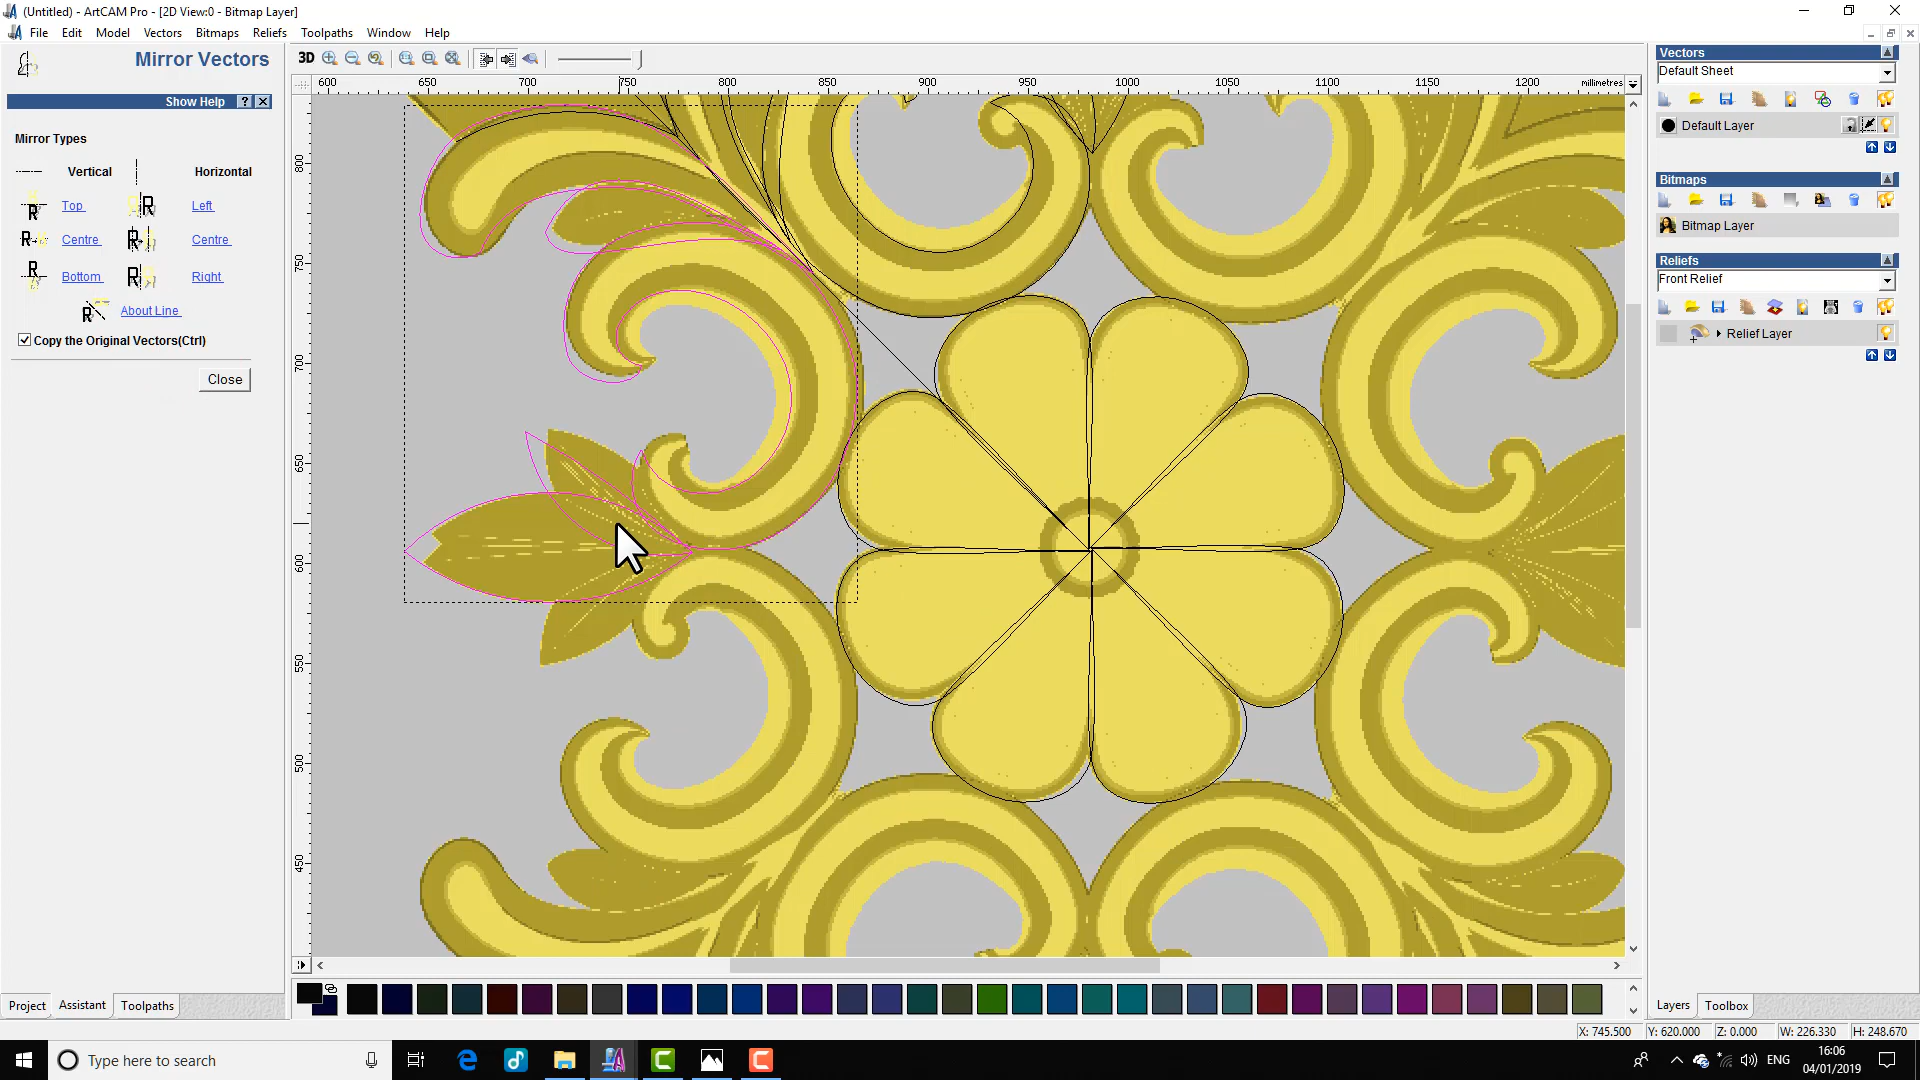 (Untitled) - ArtCAM Pro - [2D View:0 - Bitmap Layer]
File Edit Model Vectors Bitmaps Reliefs Toolpaths Window Help
Mirror Vectors
Show Help ?
Mirror Types
Vertical Horizontal
Top Left
Centre Centre
Bottom Right
About Line
Copy the Original Vectors(Ctrl)
Close
3D
600 650 700 750 800 850 900 950 1000 1050 1100 1150 1200 millimetres
800
750
700
650
600
550
500
450
Vectors
Default Sheet
Default Layer
Bitmaps
Bitmap Layer
Reliefs
Front Relief
Relief Layer
Project Assistant Toolpaths
Layers Toolbox
X: 745.500 Y: 620.000 Z: 0.000 W: 226.330 H: 248.670
Type here to search
ENG
16:06
04/01/2019